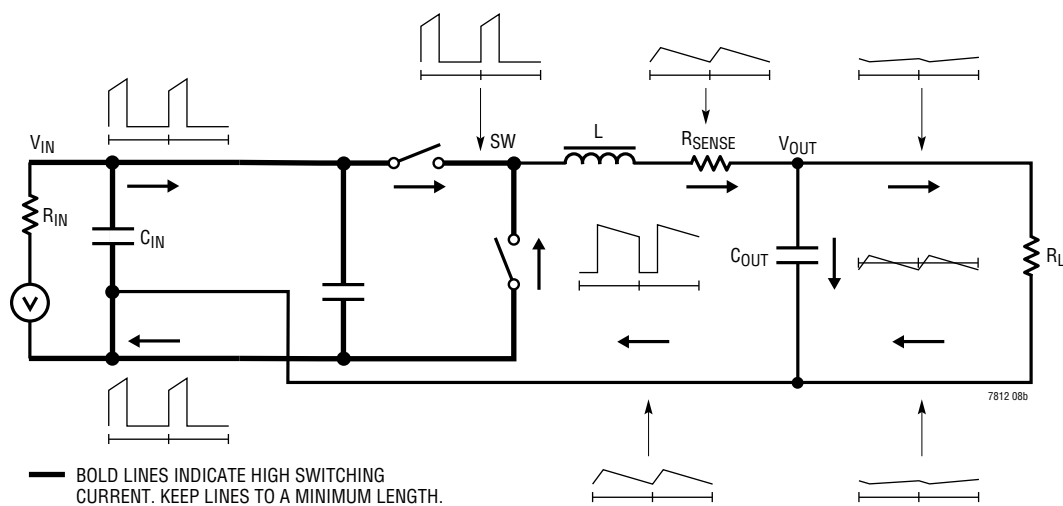 V_IN
SW
L
R_SENSE
V_OUT
R_IN
C_IN
C_OUT
R_L
V
7812 08b
BOLD LINES INDICATE HIGH SWITCHING
CURRENT. KEEP LINES TO A MINIMUM LENGTH.